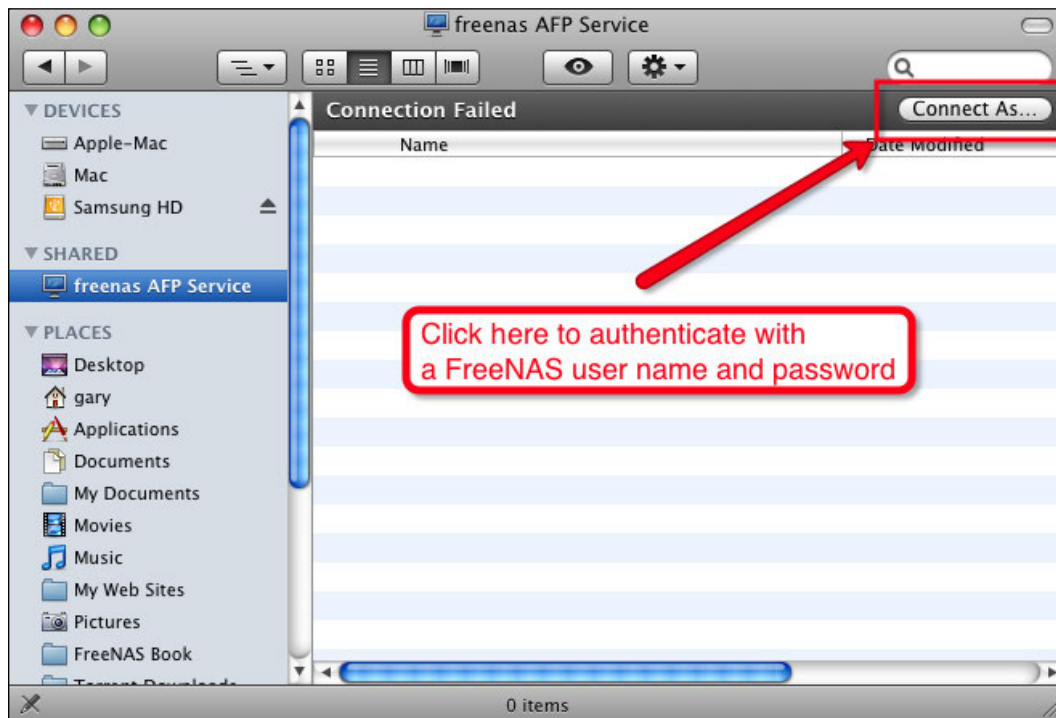 freenas AFP Service
DEVICES
Apple-Mac
Mac
Samsung HD
SHARED
freenas AFP Service
PLACES
Desktop
gary
Applications
Documents
My Documents
Movies
Music
My Web Sites
Pictures
FreeNAS Book
Torrent Downloads
Connection Failed
Connect As...
Name
Date Modified
Click here to authenticate with
a FreeNAS user name and password
0 items